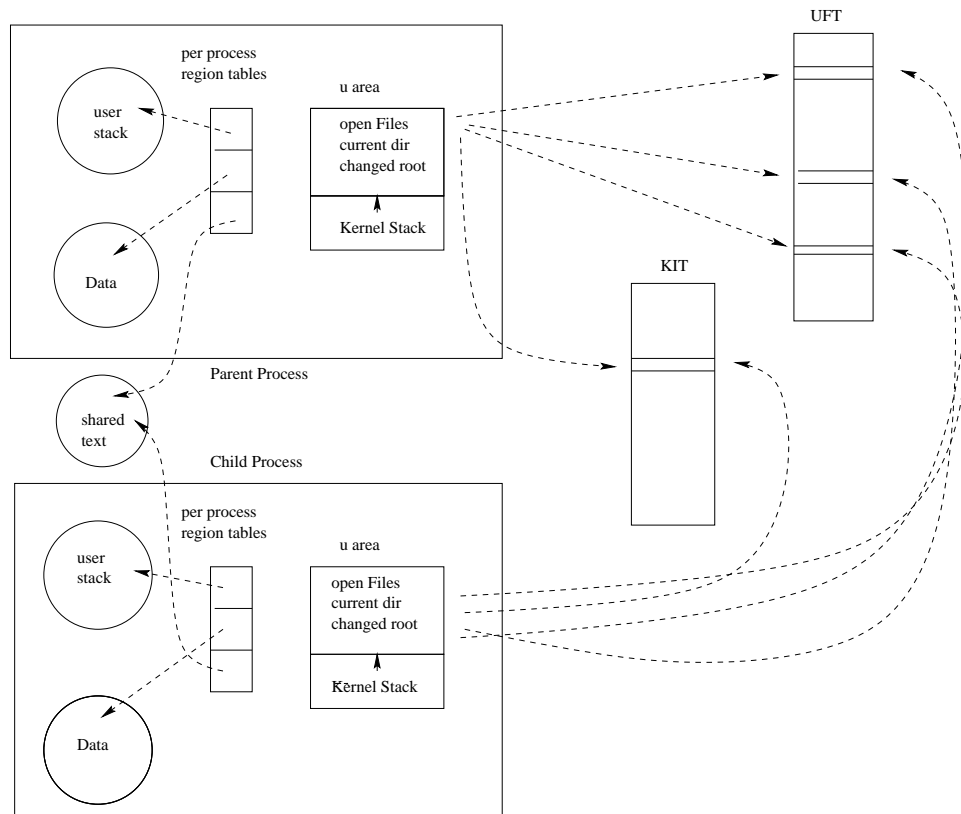 UFT
per process
region tables
u area
user
stack
open Files
current dir
changed root
Kernel Stack
Data
KIT
Parent Process
shared
text
Child Process
per process
region tables
u area
user
stack
open Files
current dir
changed root
Kernel Stack
Data